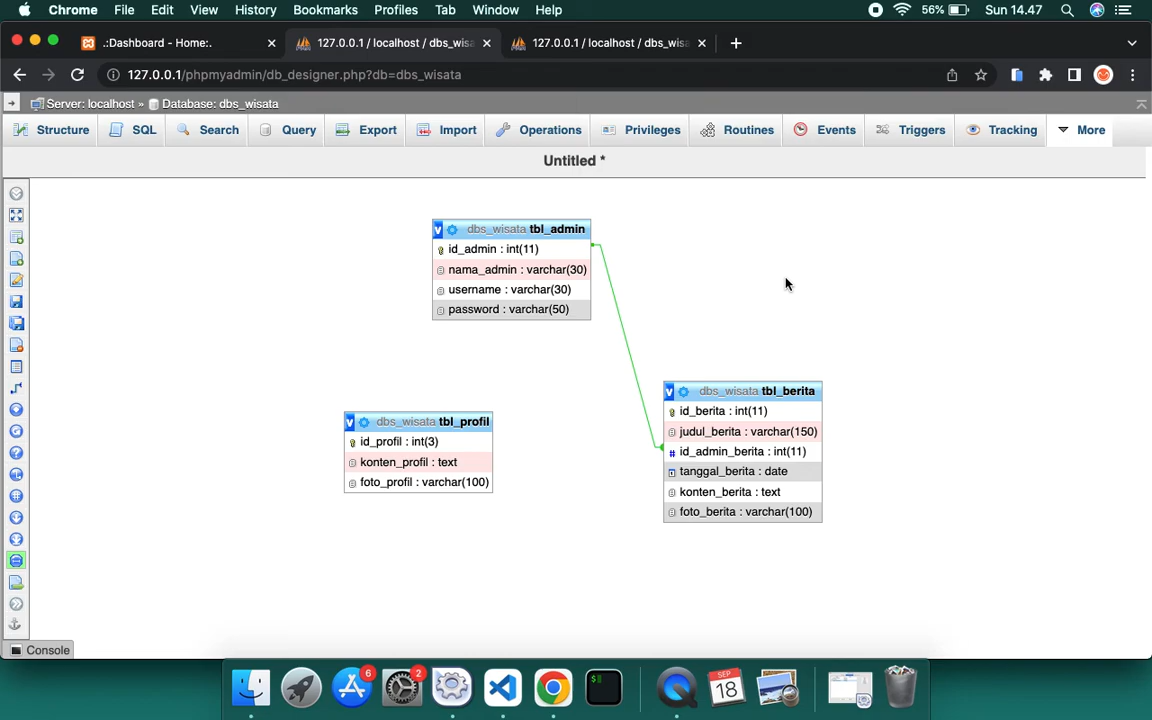 Chrome File Edit View History Bookmarks Profiles Tab Window Help 56% Sun 14.47
.:Dashboard - Home:. 127.0.0.1 / localhost / dbs_wisa 127.0.0.1 / localhost / dbs_wisa
127.0.0.1/phpmyadmin/db_designer.php?db=dbs_wisata
Server: localhost » Database: dbs_wisata
Structure SQL Search Query Export Import Operations Privileges Routines Events Triggers Tracking More
Untitled *
v dbs_wisata tbl_admin
id_admin : int(11)
nama_admin : varchar(30)
username : varchar(30)
password : varchar(50)
v dbs_wisata tbl_berita
id_berita : int(11)
judul_berita : varchar(150)
# id_admin_berita : int(11)
tanggal_berita : date
konten_berita : text
foto_berita : varchar(100)
v dbs_wisata tbl_profil
id_profil : int(3)
konten_profil : text
foto_profil : varchar(100)
Console
6 2 $ SEP
18